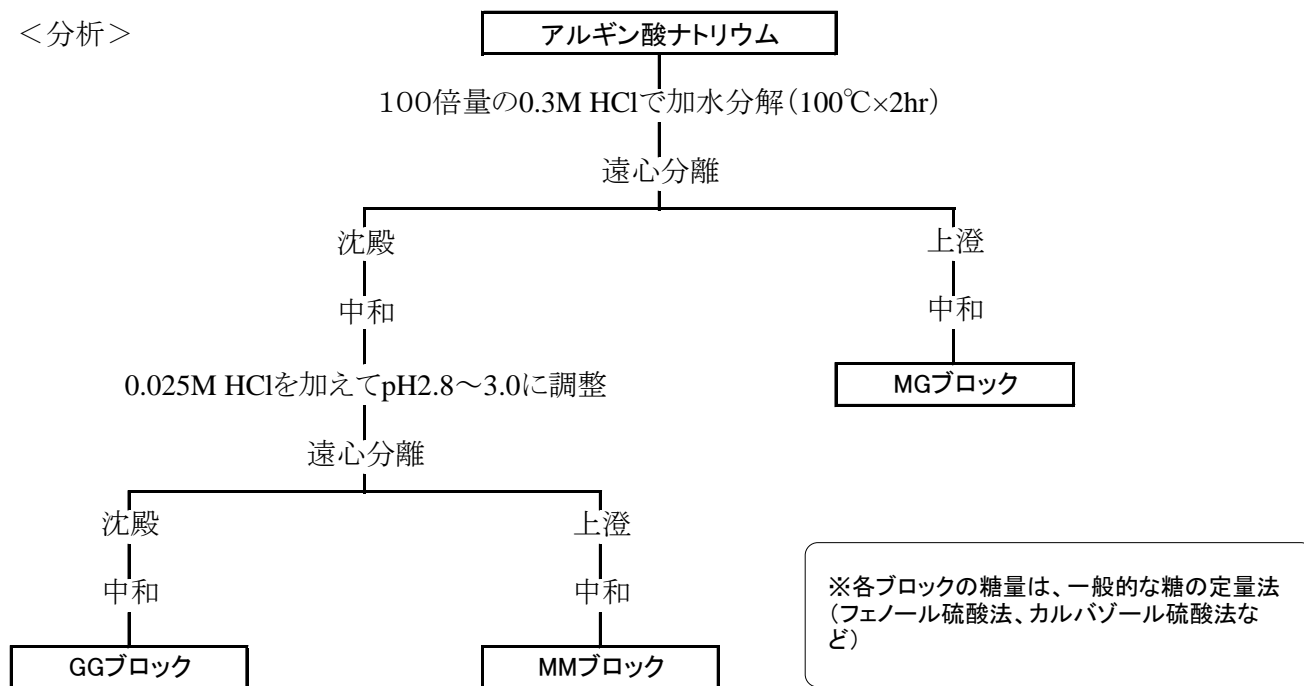 ＜分析＞
アルギン酸ナトリウム
１００倍量の0.3M HClで加水分解（100℃×2hr）
遠心分離
沈殿
上澄
中和
中和
0.025M HClを加えてpH2.8～3.0に調整
MGブロック
遠心分離
沈殿
上澄
中和
中和
GGブロック
MMブロック
※各ブロックの糖量は、一般的な糖の定量法
（フェノール硫酸法、カルバゾール硫酸法な
ど）